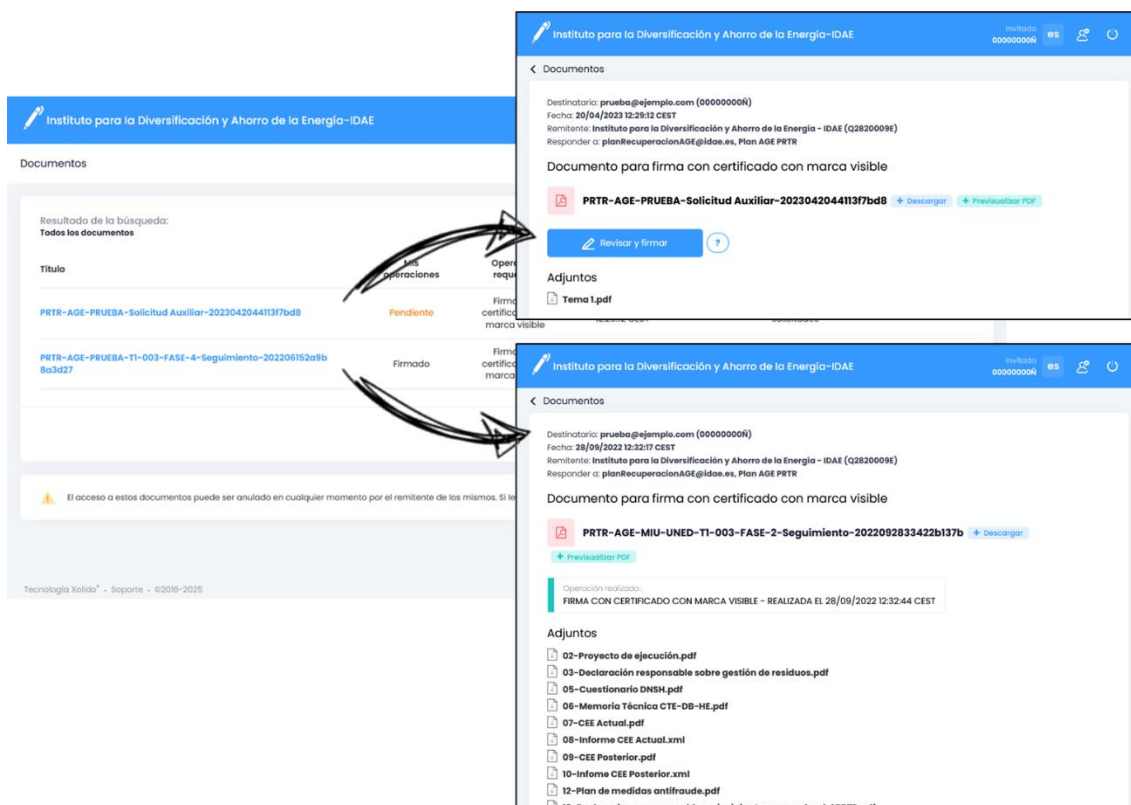 Instituto para la Diversificación y Ahorro de la Energía-IDAE
Documentos
Resultado de la búsqueda:
Todos los documentos
Título
Mis
operaciones
Oper
requ
PRTR-AGE-PRUEBA-Solicitud Auxiliar-2023042044113f7bd8
Pendiente
Firma
certific
marca visible
PRTR-AGE-PRUEBA-T1-003-FASE-4-Seguimiento-202206152a9b
8a3d27
Firmado
Firma
certific
marca
El acceso a estos documentos puede ser anulado en cualquier momento por el remitente de los mismos. Si le
Tecnología Xolido® • Soporte • ©2016-2025
Instituto para la Diversificación y Ahorro de la Energía-IDAE
Invitado
00000000Ñ
es
Documentos
Destinatario: prueba@ejemplo.com (00000000Ñ)
Fecha: 20/04/2023 12:29:12 CEST
Remitente: Instituto para la Diversificación y Ahorro de la Energía - IDAE (Q2820009E)
Responder a: planRecuperacionAGE@idae.es, Plan AGE PRTR
Documento para firma con certificado con marca visible
PRTR-AGE-PRUEBA-Solicitud Auxiliar-2023042044113f7bd8 + Descargar + Previsualizar PDF
Revisar y firmar ?
Adjuntos
Tema 1.pdf
Instituto para la Diversificación y Ahorro de la Energía-IDAE
Invitado
00000000Ñ
es
Documentos
Destinatario: prueba@ejemplo.com (00000000Ñ)
Fecha: 28/09/2022 12:32:17 CEST
Remitente: Instituto para la Diversificación y Ahorro de la Energía - IDAE (Q2820009E)
Responder a: planRecuperacionAGE@idae.es, Plan AGE PRTR
Documento para firma con certificado con marca visible
PRTR-AGE-MIU-UNED-T1-003-FASE-2-Seguimiento-2022092833422b137b + Descargar
+ Previsualizar PDF
Operación realizada:
FIRMA CON CERTIFICADO CON MARCA VISIBLE - REALIZADA EL 28/09/2022 12:32:44 CEST
Adjuntos
02-Proyecto de ejecución.pdf
03-Declaración responsable sobre gestión de residuos.pdf
05-Cuestionario DNSH.pdf
06-Memoria Técnica CTE-DB-HE.pdf
07-CEE Actual.pdf
08-Informe CEE Actual.xml
09-CEE Posterior.pdf
10-Infome CEE Posterior.xml
12-Plan de medidas antifraude.pdf